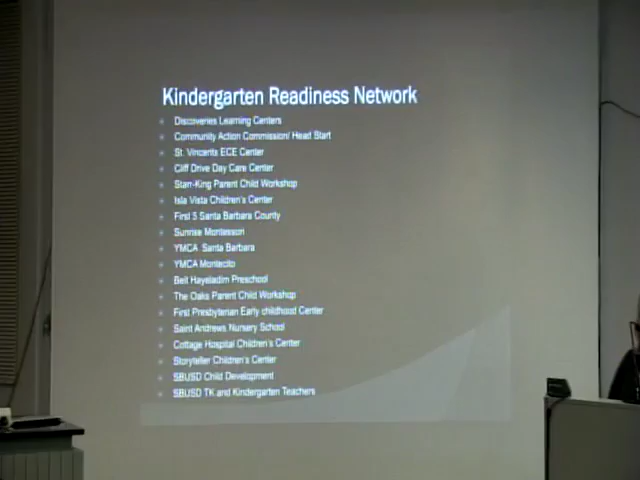 Kindergarten Readiness Network
Discoveries Learning Centers
Community Action Commission/ Head Start
St. Vincents ECE Center
Cliff Drive Day Care Center
Starr-King Parent Child Workshop
Isla Vista Children's Center
First 5 Santa Barbara County
Sunrise Montessori
YMCA Santa Barbara
YMCA Montecito
Beit Hayeladim Preschool
The Oaks Parent Child Workshop
First Presbyterian Early childhood Center
Saint Andrews Nursery School
Cottage Hospital Children's Center
Storyteller Children's Center
SBUSD Child Development
SBUSD TK and Kindergarten Teachers